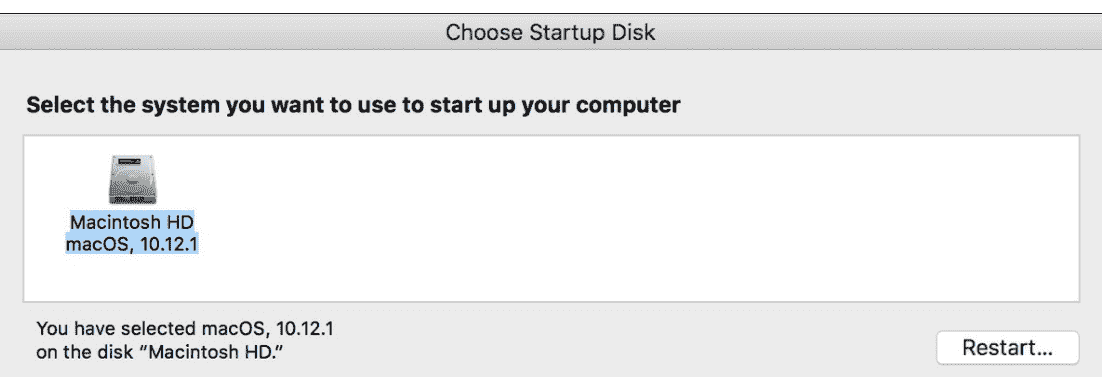 Choose Startup Disk
Select the system you want to use to start up your computer
Macintosh HD
macOS, 10.12.1
You have selected macOS, 10.12.1
on the disk “Macintosh HD.”
Restart...